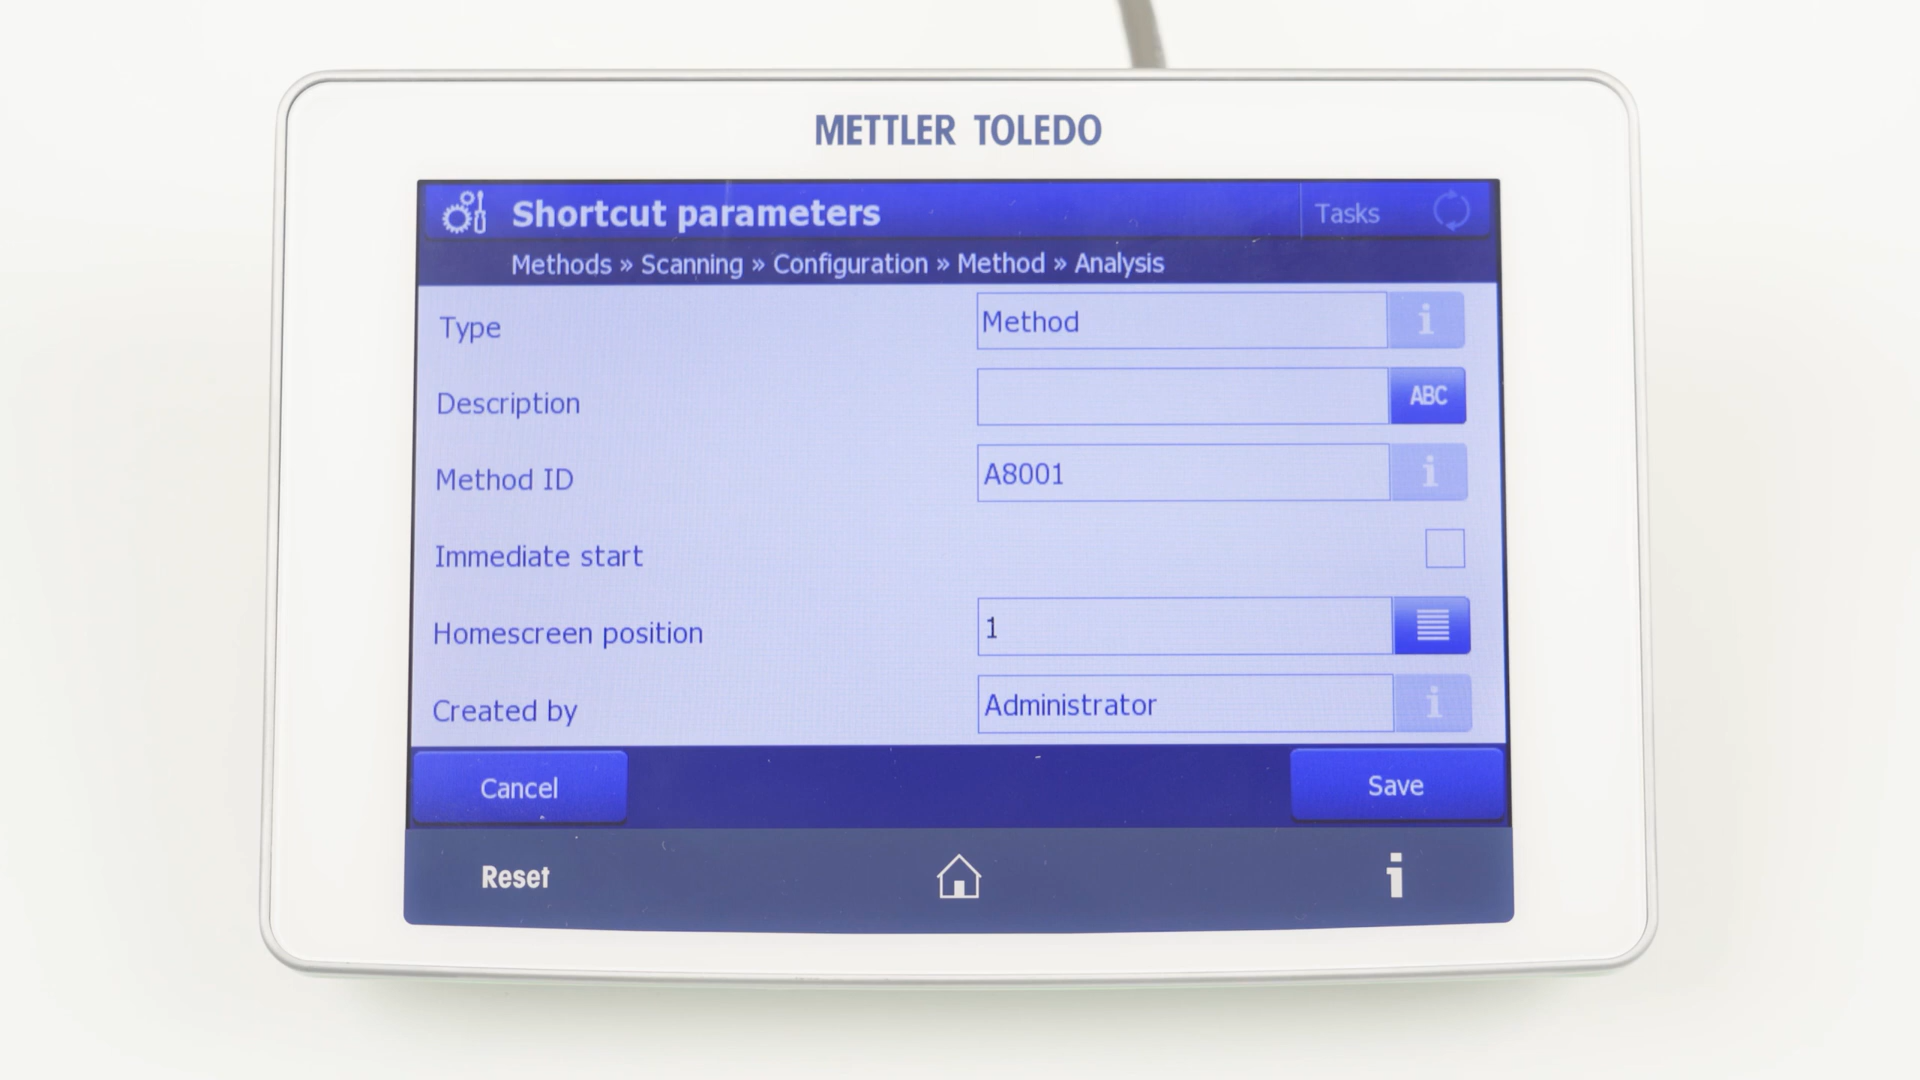 METTLER TOLEDO
Shortcut parameters
Tasks
Methods » Scanning » Configuration » Method » Analysis
Type
Method
i
Description
ABC
Method ID
A8001
i
Immediate start
Homescreen position
1
Created by
Administrator
i
Cancel
Save
Reset
i